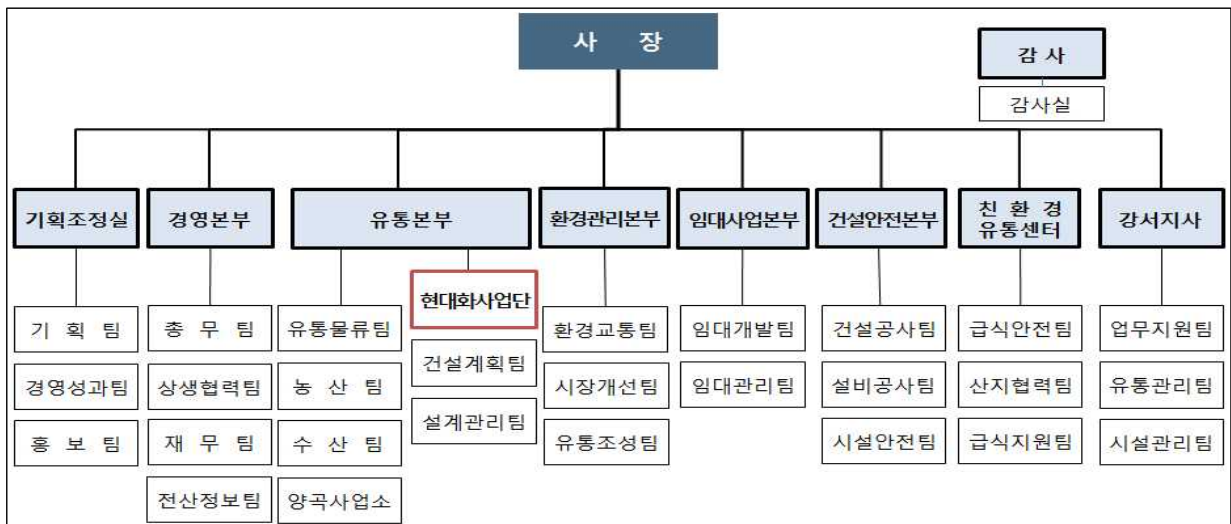 사 장
감 사
감사실
기획조정실
경영본부
유통본부
환경관리본부
임대사업본부
건설안전본부
친 환 경
유통센터
강서지사
현대화사업단
기 획 팀
총 무 팀
유통물류팀
환경교통팀
임대개발팀
건설공사팀
급식안전팀
업무지원팀
건설계획팀
경영성과팀
상생협력팀
농 산 팀
시장개선팀
임대관리팀
설비공사팀
산지협력팀
유통관리팀
설계관리팀
홍 보 팀
재 무 팀
수 산 팀
유통조성팀
시설안전팀
급식지원팀
시설관리팀
전산정보팀
양곡사업소